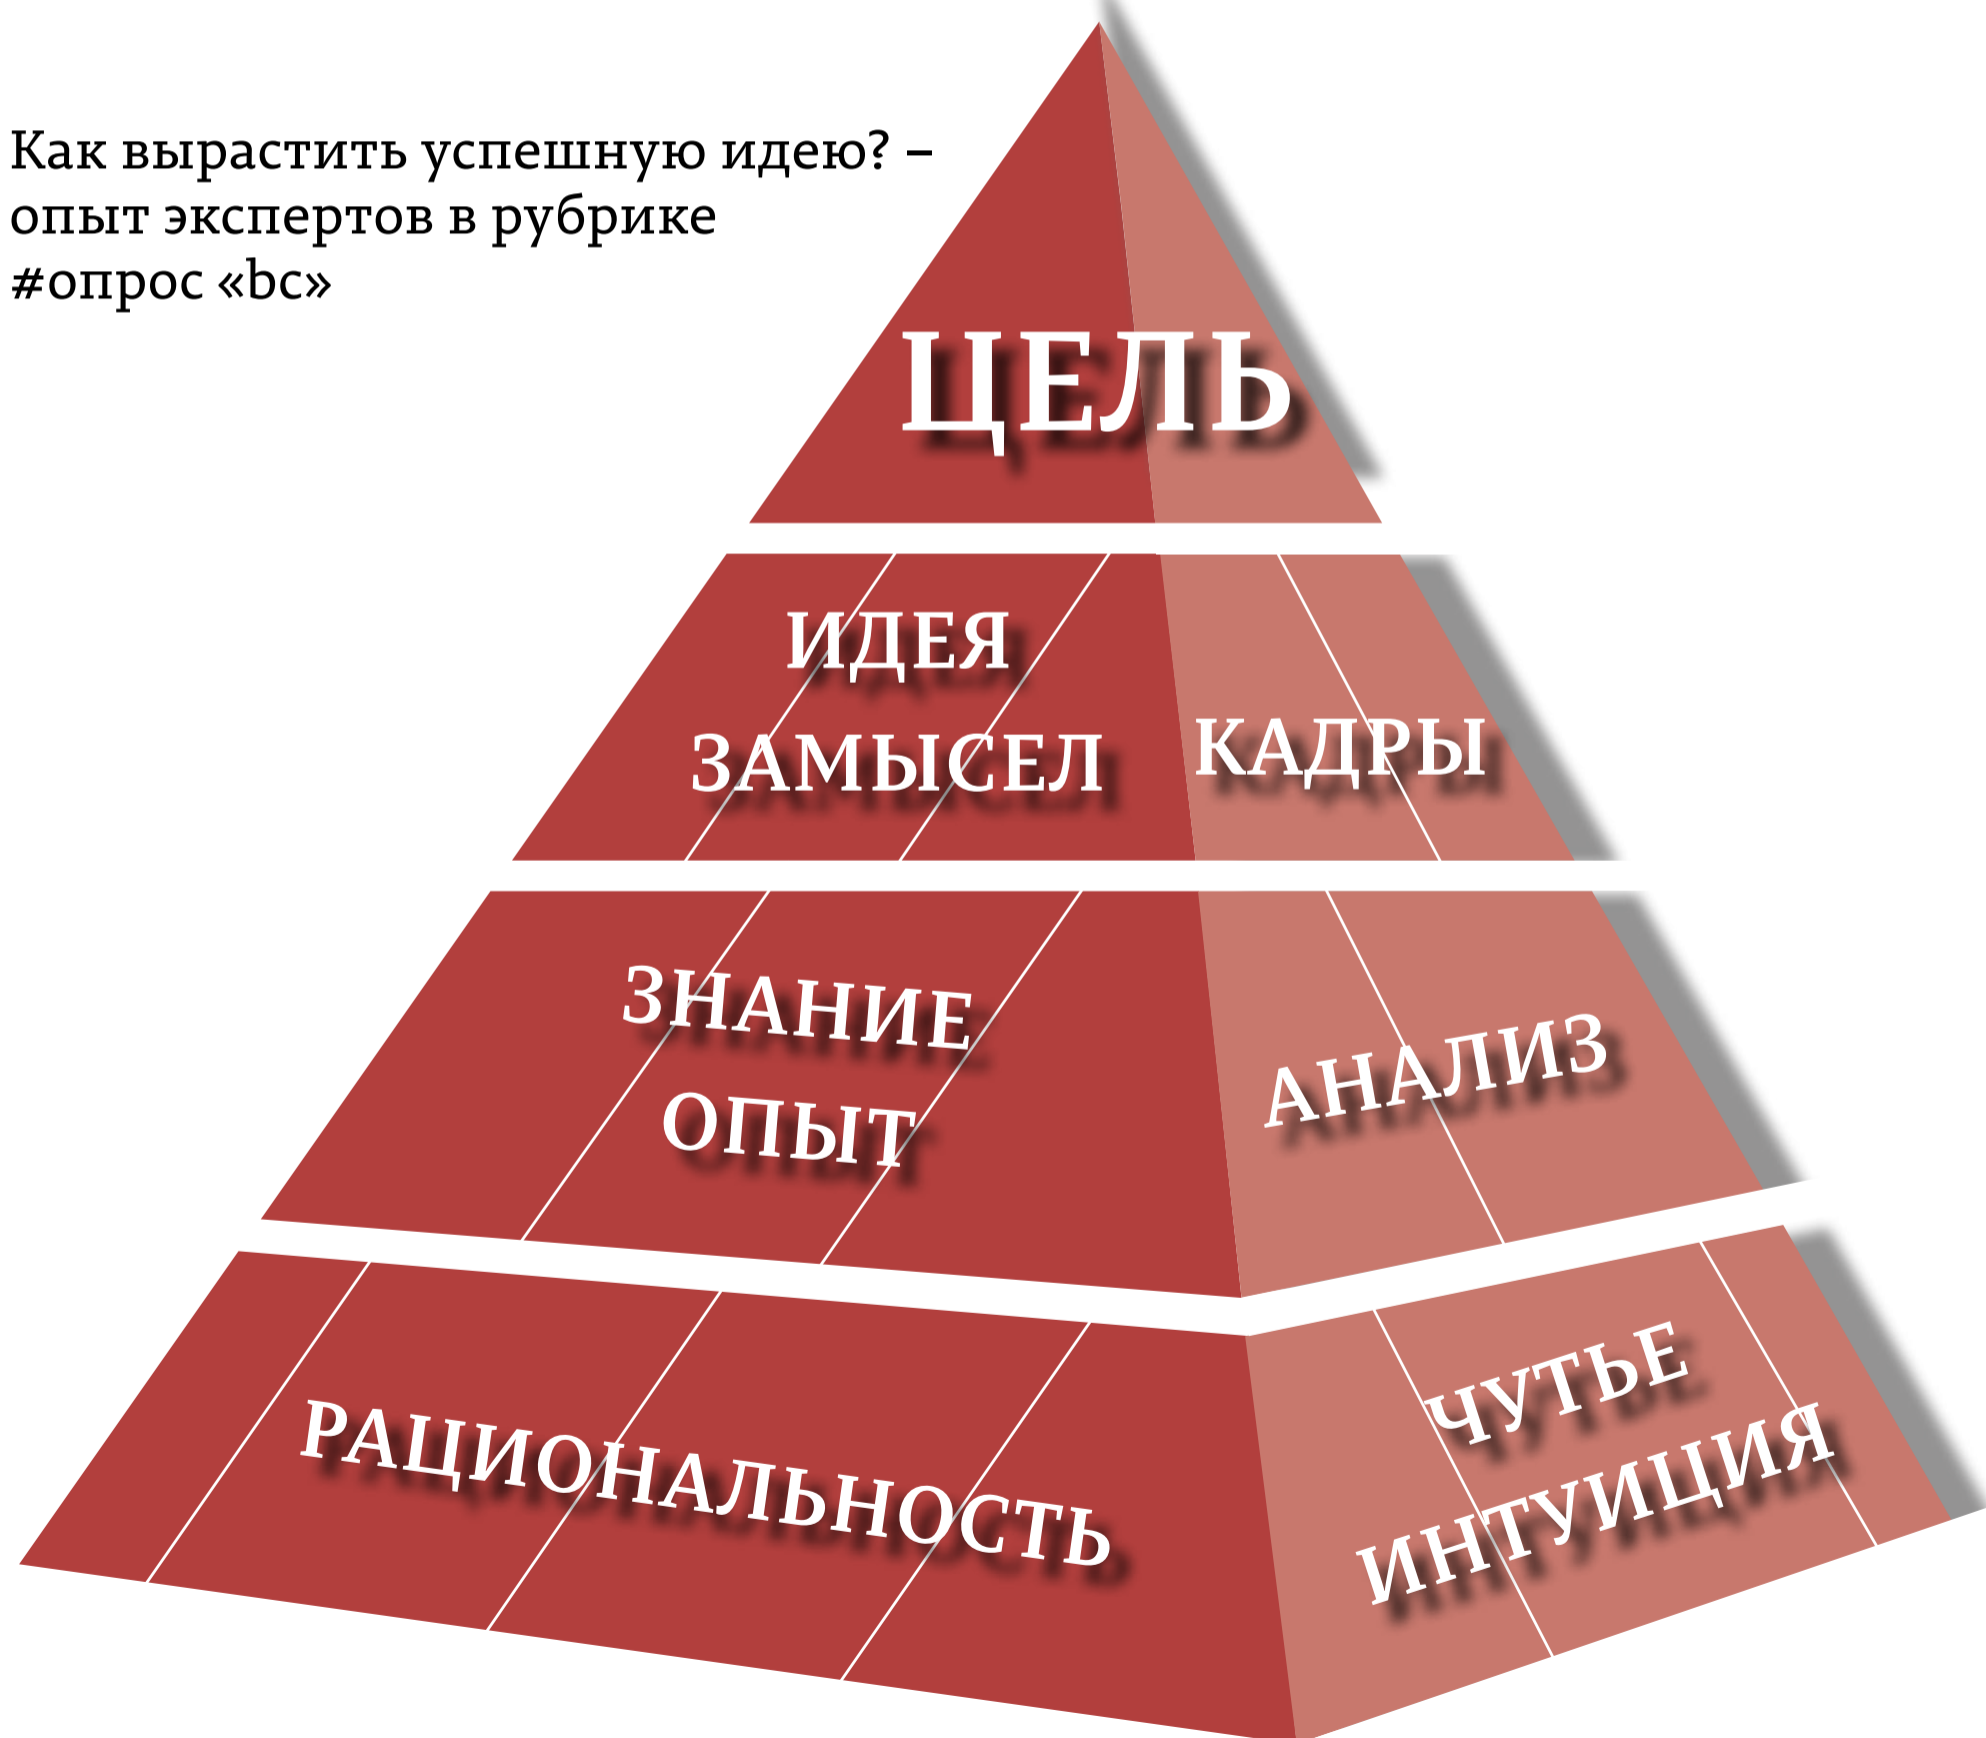 Как вырастить успешную идею? –
опыт экспертов в рубрике
#опрос «bc»
ЦЕЛЬ
ИДЕЯ
ЗАМЫСЕЛ
КАДРЫ
ЗНАНИЕ
ОПЫТ
АНАЛИЗ
РАЦИОНАЛЬНОСТЬ
ЧУТЬЕ
ИНТУИЦИЯ